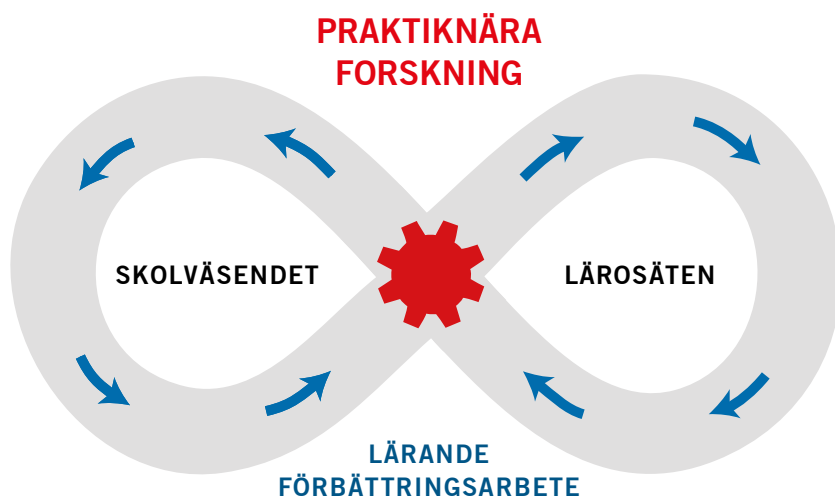 PRAKTIKNÄRA
FORSKNING
SKOLVÄSENDET
LÄROSÄTEN
LÄRANDE
FÖRBÄTTRINGSARBETE